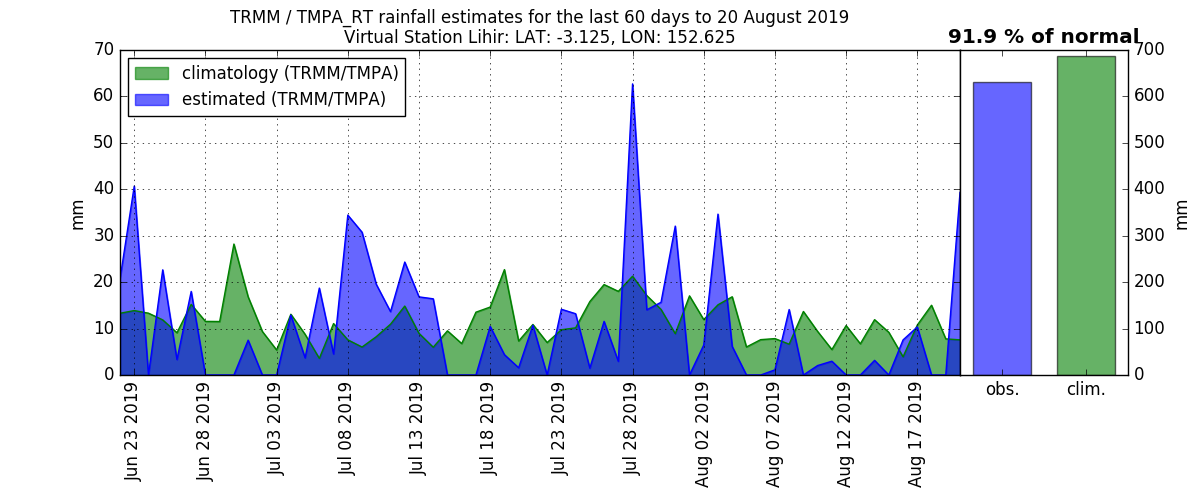 TRMM / TMPA_RT rainfall estimates for the last 60 days to 20 August 2019
Virtual Station Lihir: LAT: -3.125, LON: 152.625
91.9 % of normal
climatology (TRMM/TMPA)
estimated (TRMM/TMPA)
70
60
50
40
30
20
10
0
mm
Jun 23 2019
Jun 28 2019
Jul 03 2019
Jul 08 2019
Jul 13 2019
Jul 18 2019
Jul 23 2019
Jul 28 2019
Aug 02 2019
Aug 07 2019
Aug 12 2019
Aug 17 2019
obs.
clim.
700
600
500
400
300
200
100
0
mm